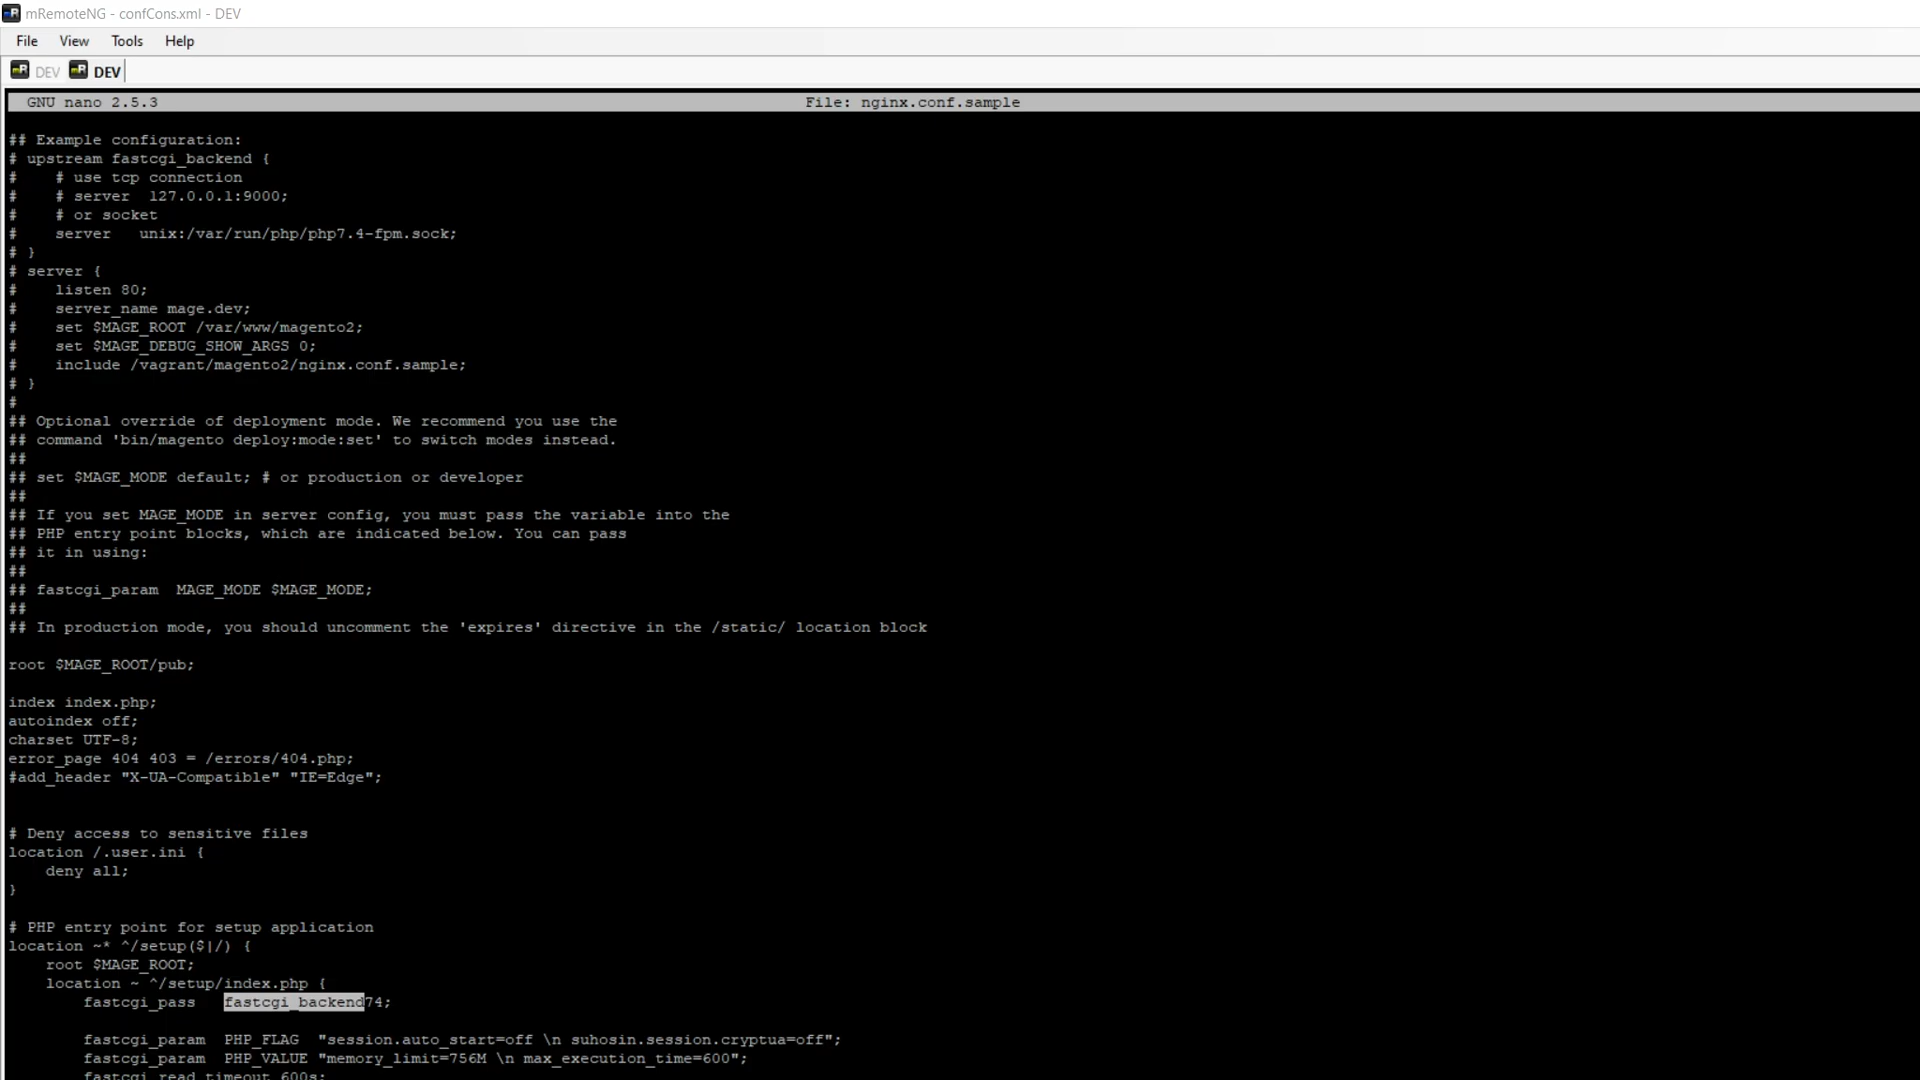 mRemoteNG - confCons.xml - DEV
File View Tools Help
DEV DEV
GNU nano 2.5.3 File: nginx.conf.sample
## Example configuration:
# upstream fastcgi_backend {
#    # use tcp connection
#    # server  127.0.0.1:9000;
#    # or socket
#    server   unix:/var/run/php/php7.4-fpm.sock;
# }
# server {
#    listen 80;
#    server_name mage.dev;
#    set $MAGE_ROOT /var/www/magento2;
#    set $MAGE_DEBUG_SHOW_ARGS 0;
#    include /vagrant/magento2/nginx.conf.sample;
# }
#
## Optional override of deployment mode. We recommend you use the
## command 'bin/magento deploy:mode:set' to switch modes instead.
##
## set $MAGE_MODE default; # or production or developer
##
## If you set MAGE_MODE in server config, you must pass the variable into the
## PHP entry point blocks, which are indicated below. You can pass
## it in using:
##
## fastcgi_param  MAGE_MODE $MAGE_MODE;
##
## In production mode, you should uncomment the 'expires' directive in the /static/ location block
root $MAGE_ROOT/pub;
index index.php;
autoindex off;
charset UTF-8;
error_page 404 403 = /errors/404.php;
#add_header "X-UA-Compatible" "IE=Edge";
# Deny access to sensitive files
location /.user.ini {
    deny all;
}
# PHP entry point for setup application
location ~* ^/setup($|/) {
    root $MAGE_ROOT;
    location ~ ^/setup/index.php {
        fastcgi_pass   fastcgi_backend74;
        fastcgi_param  PHP_FLAG  "session.auto_start=off \n suhosin.session.cryptua=off";
        fastcgi_param  PHP_VALUE "memory_limit=756M \n max_execution_time=600";
        fastcgi_read_timeout 600s;